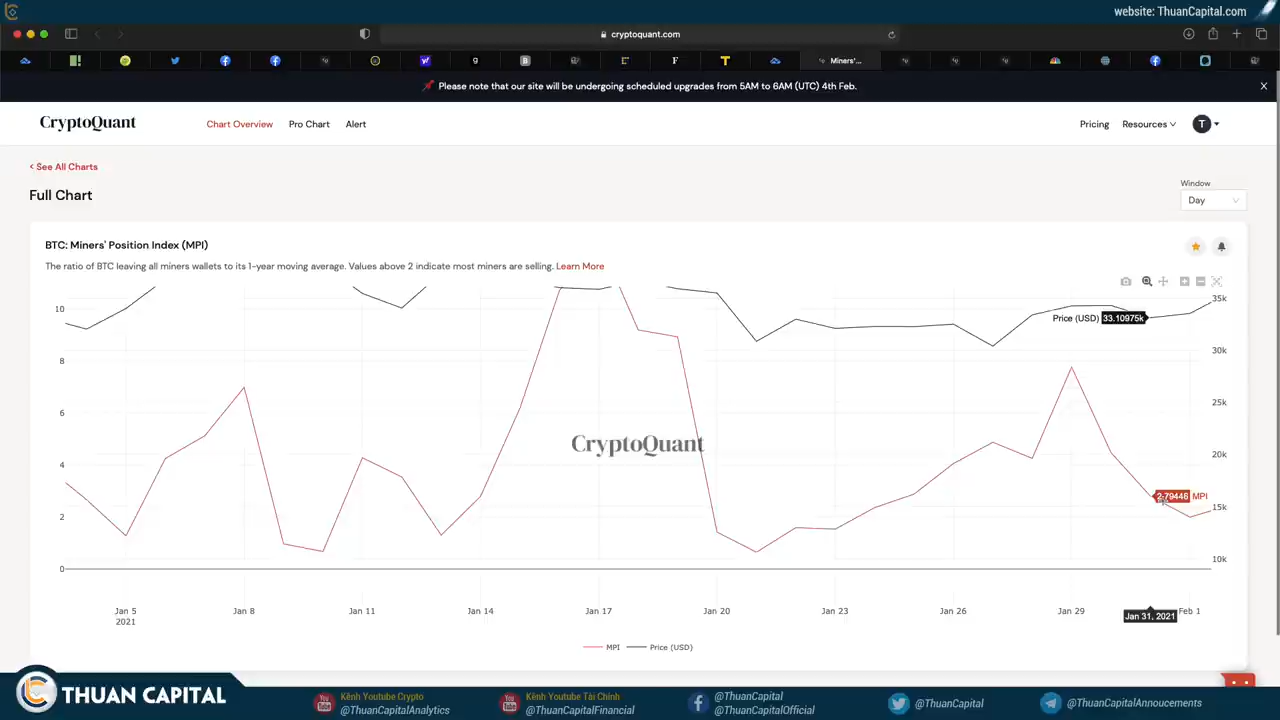 website: ThuanCapital.com
cryptoquant.com
Miners'...
Please note that our site will be undergoing scheduled upgrades from 5AM to 6AM (UTC) 4th Feb.
CryptoQuant
Chart Overview
Pro Chart
Alert
Pricing
Resources
T
< See All Charts
Full Chart
Window
Day
BTC: Miners' Position Index (MPI)
The ratio of BTC leaving all miners wallets to its 1-year moving average. Values above 2 indicate most miners are selling. Learn More
10
8
6
4
2
0
35k
30k
25k
20k
15k
10k
Price (USD) 33.10975k
CryptoQuant
2.79446 MPI
Jan 5
2021
Jan 8
Jan 11
Jan 14
Jan 17
Jan 20
Jan 23
Jan 26
Jan 29
Jan 31, 2021
Feb 1
MPI
Price (USD)
THUAN CAPITAL
Kênh Youtube Crypto
@ThuanCapitalAnalytics
Kênh Youtube Tài Chính
@ThuanCapitalFinancial
@ThuanCapital
@ThuanCapitalOfficial
@ThuanCapital
@ThuanCapitalAnnoucements